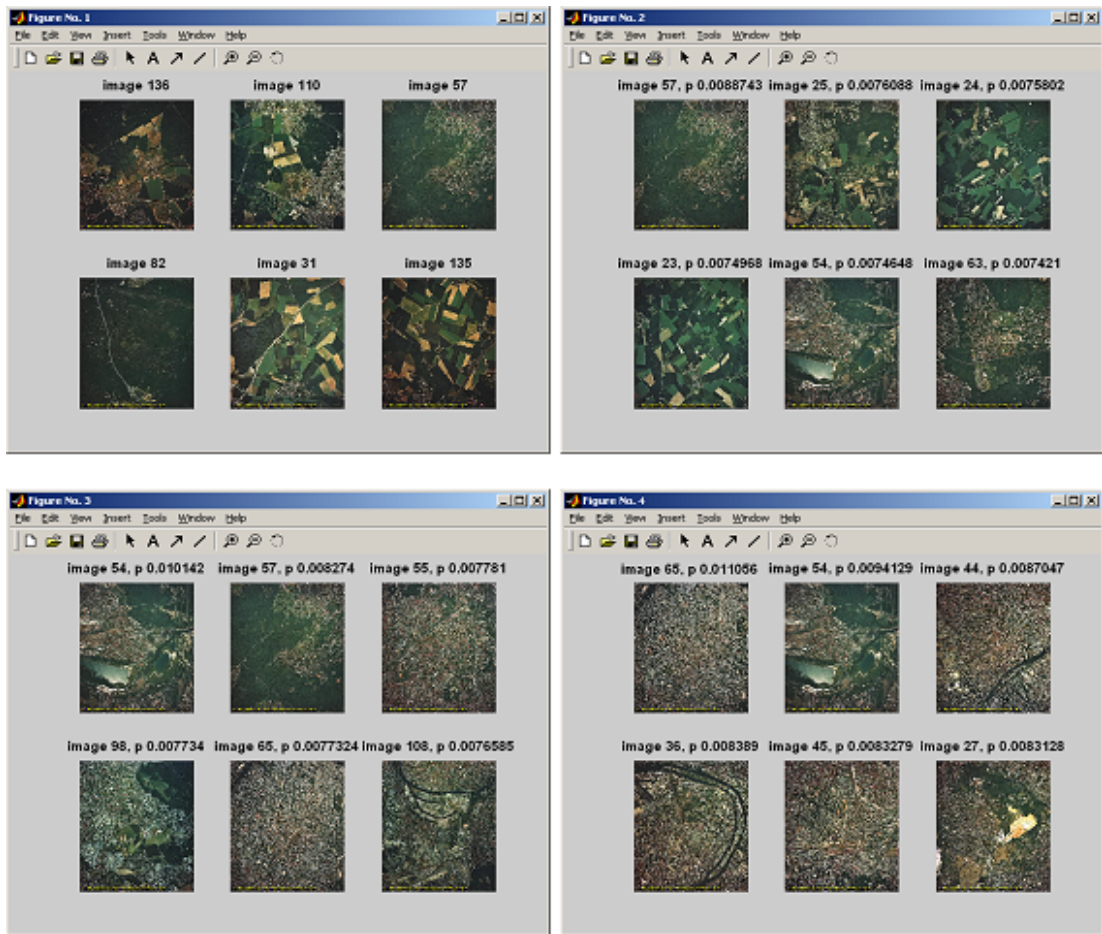 Figure No. 1
File Edit View Insert Tools Window Help
image 136 image 110 image 57
image 82 image 31 image 135
Figure No. 2
File Edit View Insert Tools Window Help
image 57, p 0.0088743 image 25, p 0.0076088 image 24, p 0.0075802
image 23, p 0.0074968 image 54, p 0.0074648 image 63, p 0.007421
Figure No. 3
File Edit View Insert Tools Window Help
image 54, p 0.010142 image 57, p 0.008274 image 55, p 0.007781
image 98, p 0.007734 image 65, p 0.0077324 image 108, p 0.0076585
Figure No. 4
File Edit View Insert Tools Window Help
image 65, p 0.011056 image 54, p 0.0094129 image 44, p 0.0087047
image 36, p 0.008389 image 45, p 0.0083279 image 27, p 0.0083128